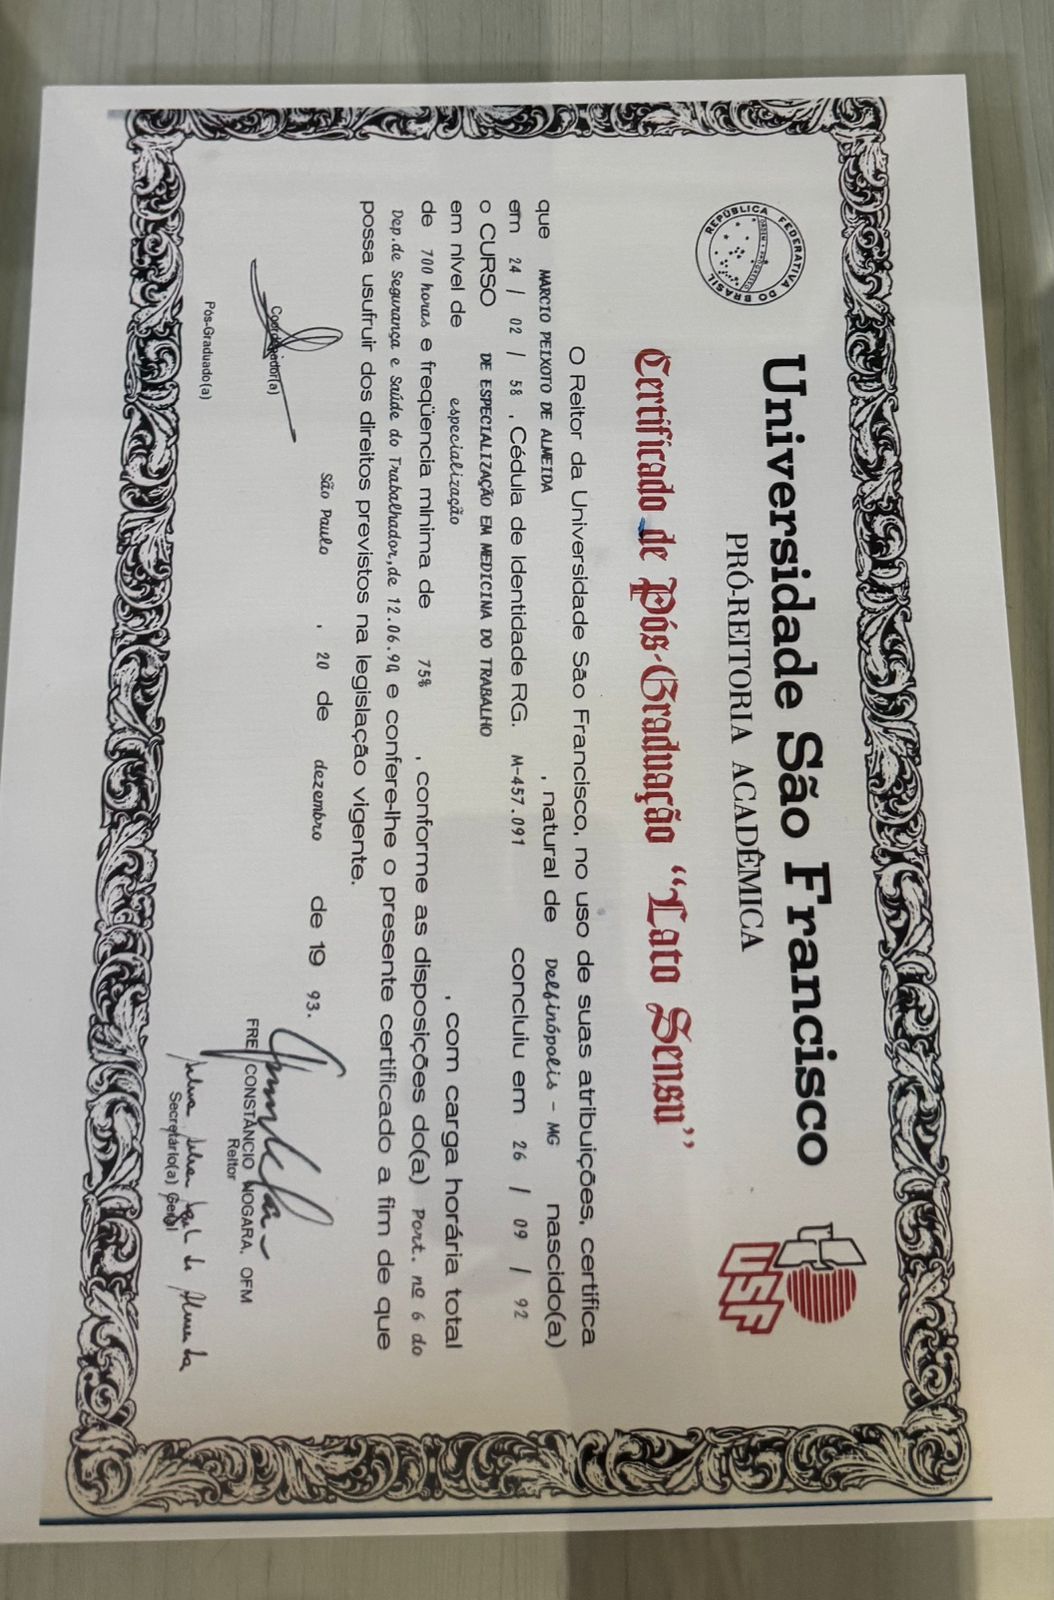 REPÚBLICA FEDERATIVA DO BRASIL
ORDEM E PROGRESSO
Universidade São Francisco
PRÓ-REITORIA ACADÊMICA
USF
Certificado de Pós-Graduação "Lato Sensu"
O Reitor da Universidade São Francisco, no uso de suas atribuições, certifica
que MARCIO PEIXOTO DE ALMEIDA , natural de Delfinópolis - MG nascido(a)
em 24 / 02 / 58 , Cédula de Identidade RG. M-457.091 concluiu em 26 / 09 / 92
o CURSO DE ESPECIALIZAÇÃO EM MEDICINA DO TRABALHO
em nível de especialização , com carga horária total
de 700 horas e freqüência mínima de 75% , conforme as disposições do(a) Port. nº 6 do
Dep.de Segurança e Saúde do Trabalhador,de 12.06.90 e confere-lhe o presente certificado a fim de que
possa usufruir dos direitos previstos na legislação vigente.
São Paulo , 20 de dezembro de 19 93.
Coordenador(a)
FREI CONSTÂNCIO NOGARA, OFM
Reitor
Pós-Graduado(a)
Secretário(a) Geral